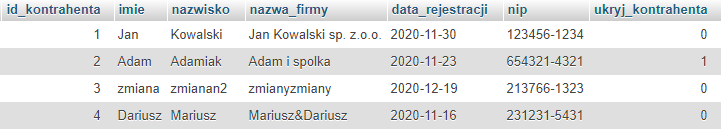 id_kontrahenta imie nazwisko nazwa_firmy data_rejestracji nip ukryj_kontrahenta
1 Jan Kowalski Jan Kowalski sp. z.o.o. 2020-11-30 123456-1234 0
2 Adam Adamiak Adam i spolka 2020-11-23 654321-4321 1
3 zmiana zmianan2 zmianyzmiany 2020-12-19 213766-1323 0
4 Dariusz Mariusz Mariusz&Dariusz 2020-11-16 231231-5431 0